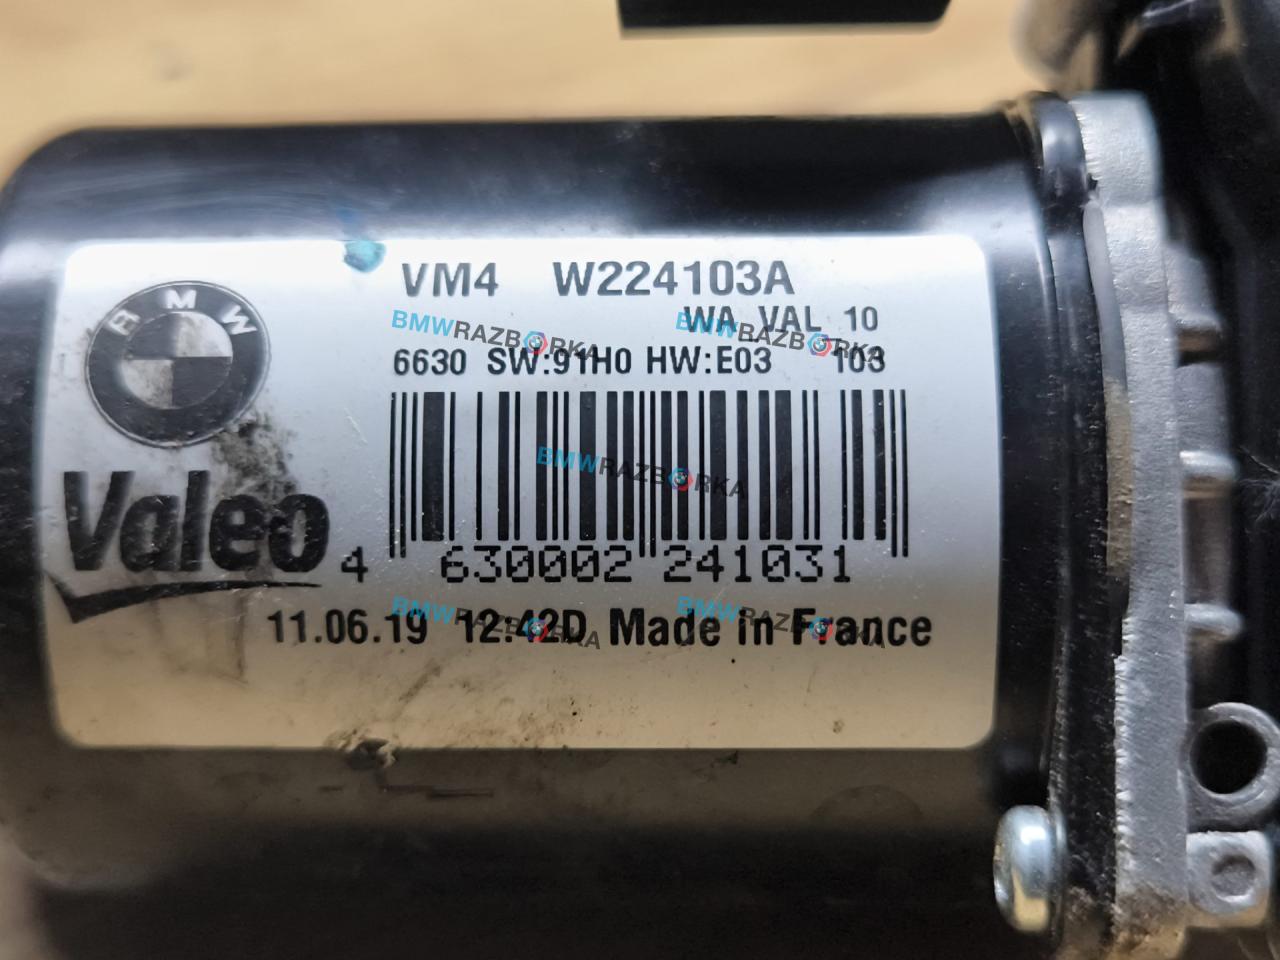 VM4 W224103A
WA VAL 10
BMWRAZBORKA BMWRAZBORKA
6630 SW:91H0 HW:E03 103
BMW
BMWRAZBORKA
Valeo
4 630002 241031
BMWRAZBORKA BMWRAZBORKA
11.06.19 12:42D Made in France